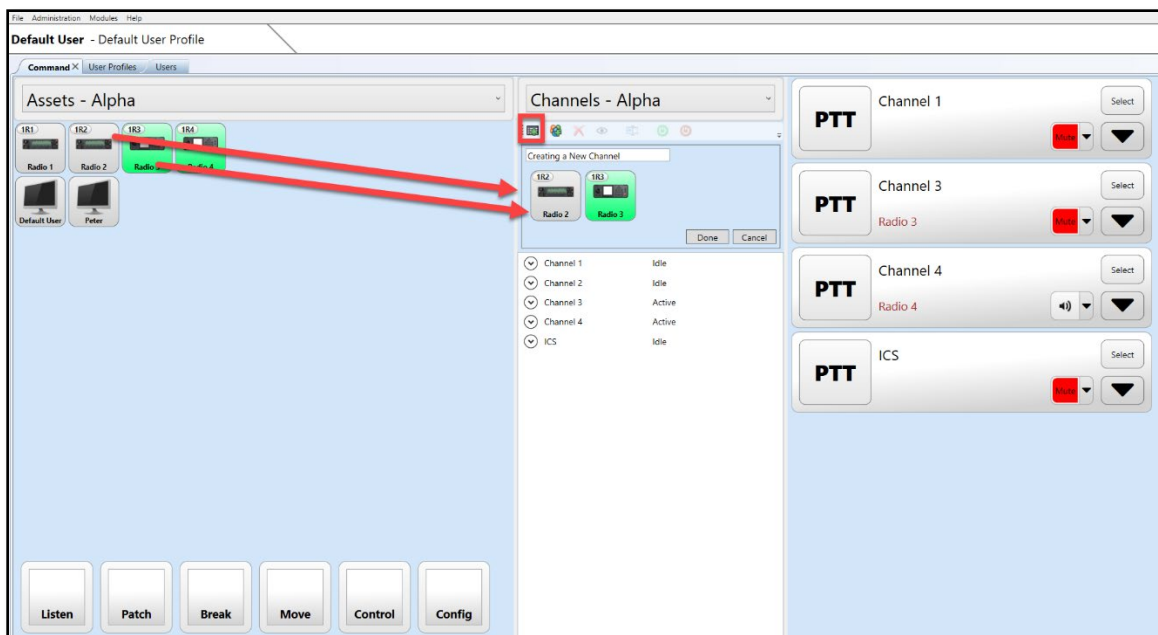 File Administration Modules Help
Default User - Default User Profile
Command X User Profiles Users
Assets - Alpha
1R1 1R2 1R3 1R4
Radio 1 Radio 2 Radio 3 Radio 4
Default User Peter
Listen Patch Break Move Control Config
Channels - Alpha
Creating a New Channel
1R2 1R3
Radio 2 Radio 3
Done Cancel
Channel 1 Idle
Channel 2 Idle
Channel 3 Active
Channel 4 Active
ICS Idle
PTT Channel 1 Select
Mute
PTT Channel 3 Select
Radio 3 Mute
PTT Channel 4 Select
Radio 4
PTT ICS Select
Mute